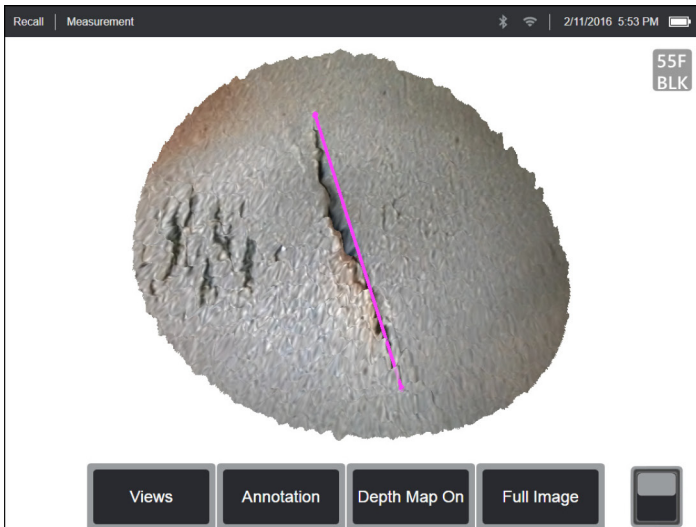 Recall | Measurement 2/11/2016 5:53 PM
55F
BLK
Views Annotation Depth Map On Full Image